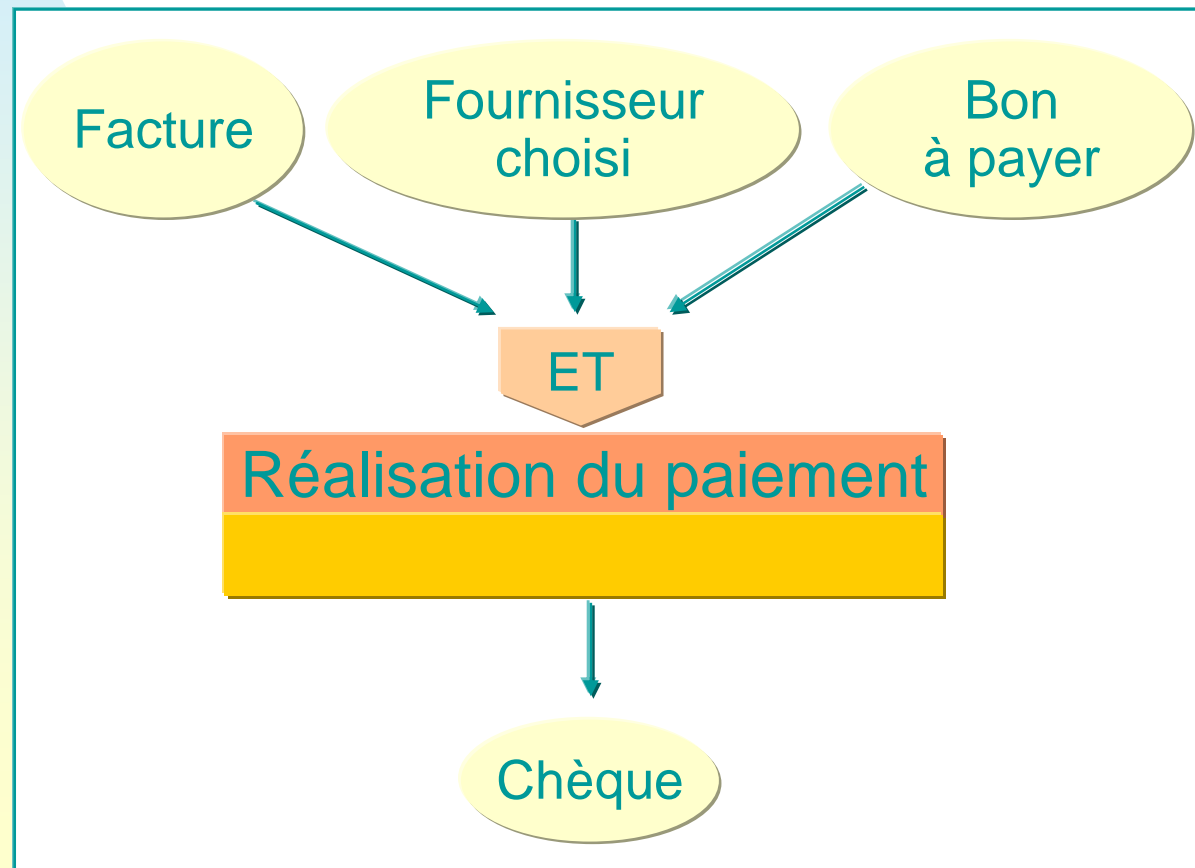 Facture
Fournisseur
choisi
Bon
à payer
ET
Réalisation du paiement
Chèque